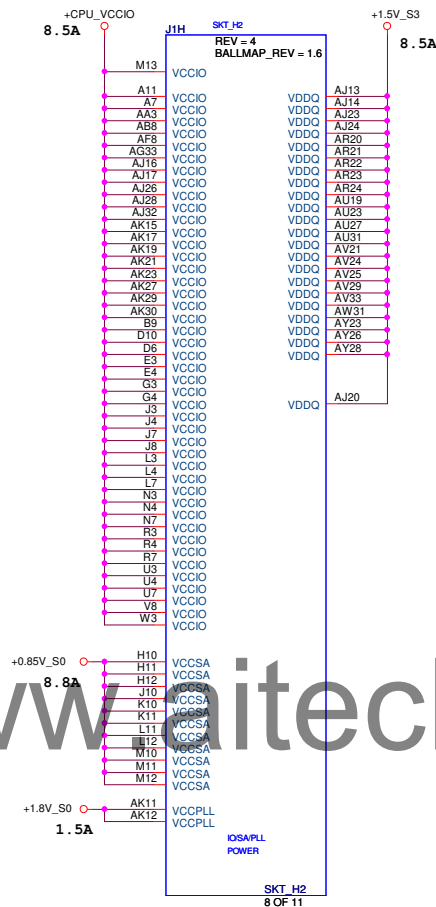 +CPU_VCCIO
8.5A
J1H
SKT_H2
REV = 4
BALLMAP_REV = 1.6
+1.5V_S3
8.5A
M13 VCCIO
A11 VCCIO VDDQ AJ13
A7 VCCIO VDDQ AJ14
AA3 VCCIO VDDQ AJ23
AB8 VCCIO VDDQ AJ24
AF8 VCCIO VDDQ AR20
AG33 VCCIO VDDQ AR21
AJ16 VCCIO VDDQ AR22
AJ17 VCCIO VDDQ AR23
AJ26 VCCIO VDDQ AR24
AJ28 VCCIO VDDQ AU19
AJ32 VCCIO VDDQ AU23
AK15 VCCIO VDDQ AU27
AK17 VCCIO VDDQ AU31
AK19 VCCIO VDDQ AV21
AK21 VCCIO VDDQ AV24
AK23 VCCIO VDDQ AV25
AK27 VCCIO VDDQ AV29
AK29 VCCIO VDDQ AV33
AK30 VCCIO VDDQ AW31
B9 VCCIO VDDQ AY23
D10 VCCIO VDDQ AY26
D6 VCCIO VDDQ AY28
E3 VCCIO
E4 VCCIO
G3 VCCIO
G4 VCCIO VDDQ AJ20
J3 VCCIO
J4 VCCIO
J7 VCCIO
J8 VCCIO
L3 VCCIO
L4 VCCIO
L7 VCCIO
N3 VCCIO
N4 VCCIO
N7 VCCIO
R3 VCCIO
R4 VCCIO
R7 VCCIO
U3 VCCIO
U4 VCCIO
U7 VCCIO
V8 VCCIO
W3 VCCIO
+0.85V_S0
8.8A
H10 VCCSA
H11 VCCSA
H12 VCCSA
J10 VCCSA
K10 VCCSA
K11 VCCSA
L11 VCCSA
L12 VCCSA
M10 VCCSA
M11 VCCSA
M12 VCCSA
w.aitec
+1.8V_S0
1.5A
AK11 VCCPLL
AK12 VCCPLL
IO/SA/PLL
POWER
SKT_H2
8 OF 11